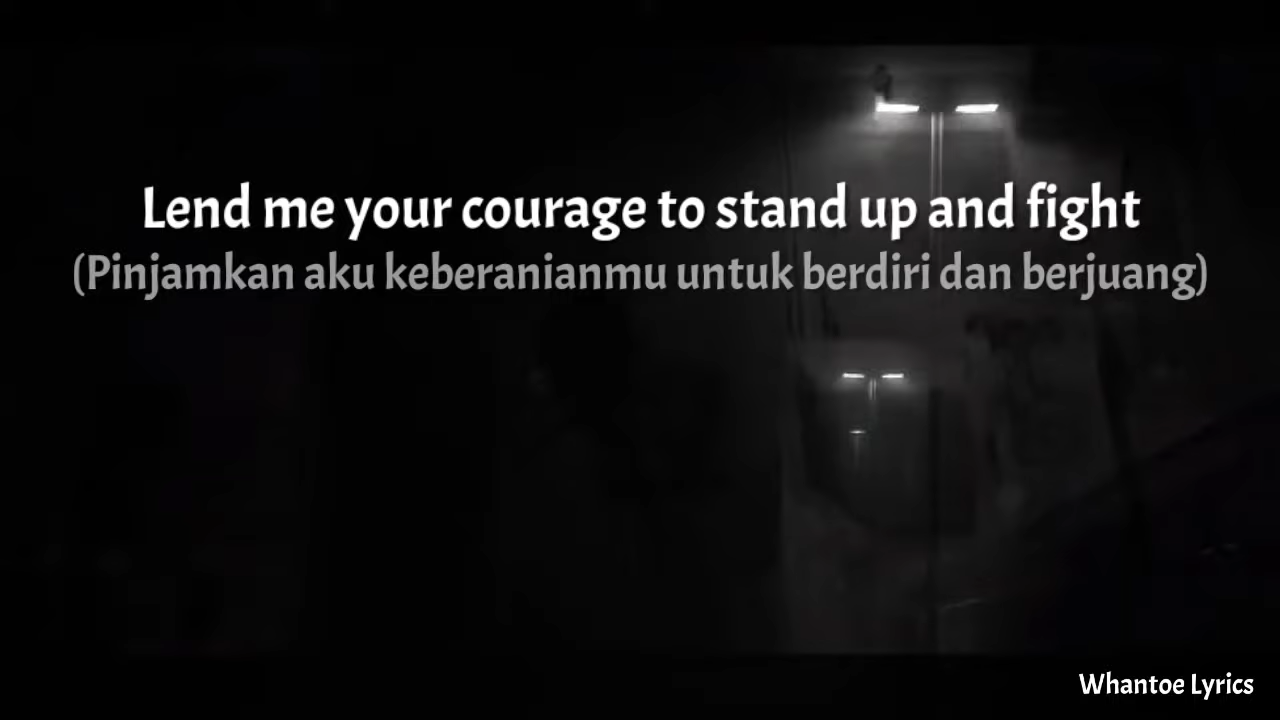 Lend me your courage to stand up and fight
(Pinjamkan aku keberanianmu untuk berdiri dan berjuang)
Whantoe Lyrics